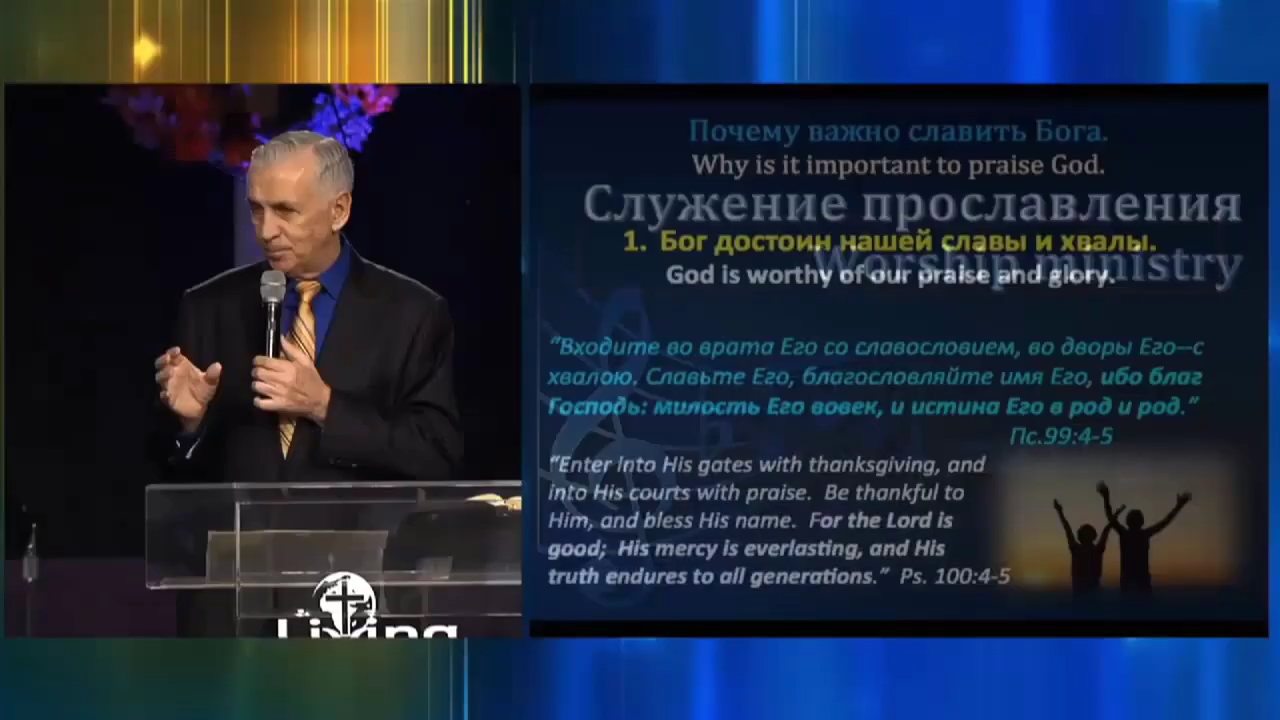 Почему важно славить Бога.
Why is it important to praise God.
Служение прославления
1. Бог достоин нашей славы и хвалы.
Worship ministry
God is worthy of our praise and glory.
“Входите во врата Его со славословием, во дворы Его--с
хвалою. Славьте Его, благословляйте имя Его, ибо благ
Господь: милость Его вовек, и истина Его в род и род.”
Пс.99:4-5
“Enter into His gates with thanksgiving, and
into His courts with praise. Be thankful to
Him, and bless His name. For the Lord is
good; His mercy is everlasting, and His
truth endures to all generations.” Ps. 100:4-5
Living